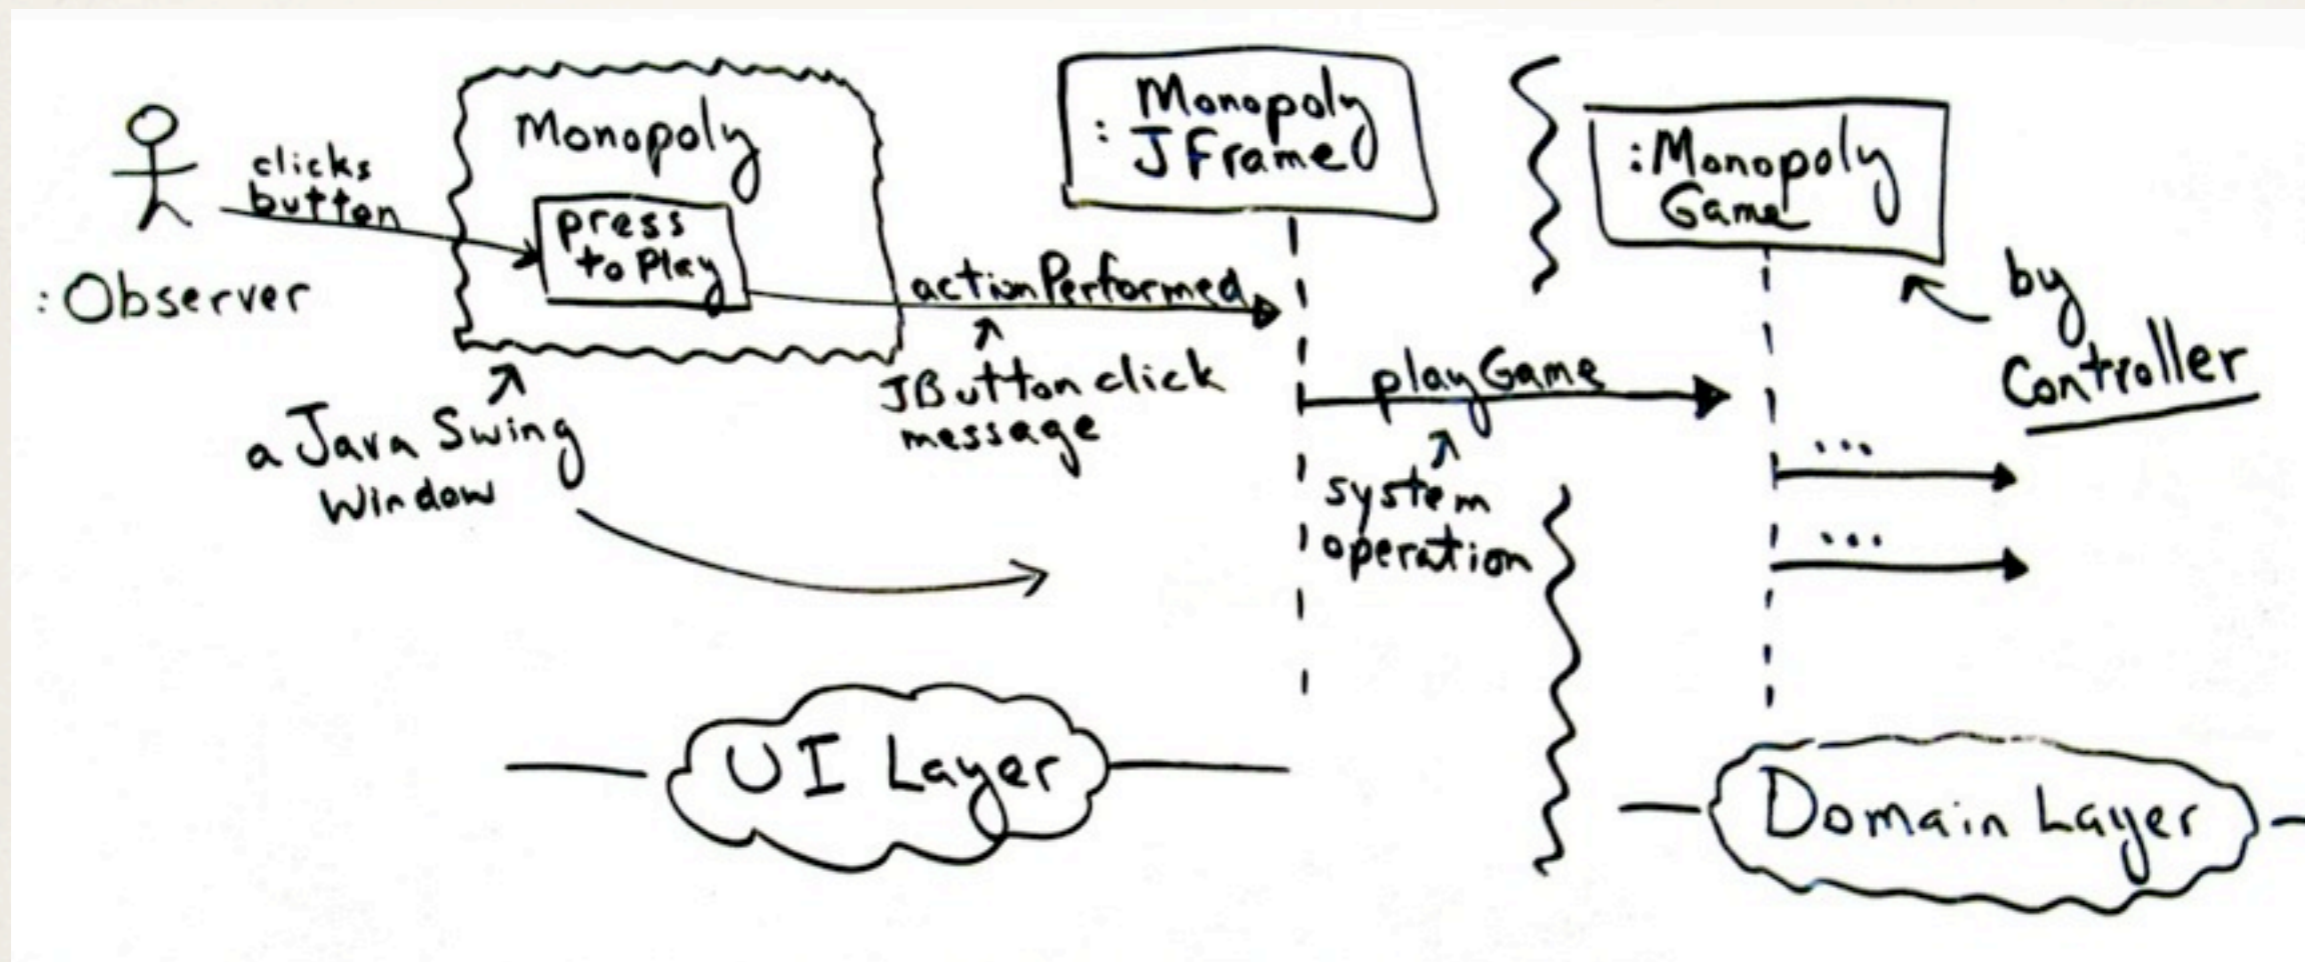 Monopoly
clicks
button
press
to Play
:Observer
a Java Swing
Window
actionPerformed
JButton click
message
Monopoly
: JFrame
playGame
system
operation
:Monopoly
Game
by
Controller
...
...
UI Layer
Domain Layer